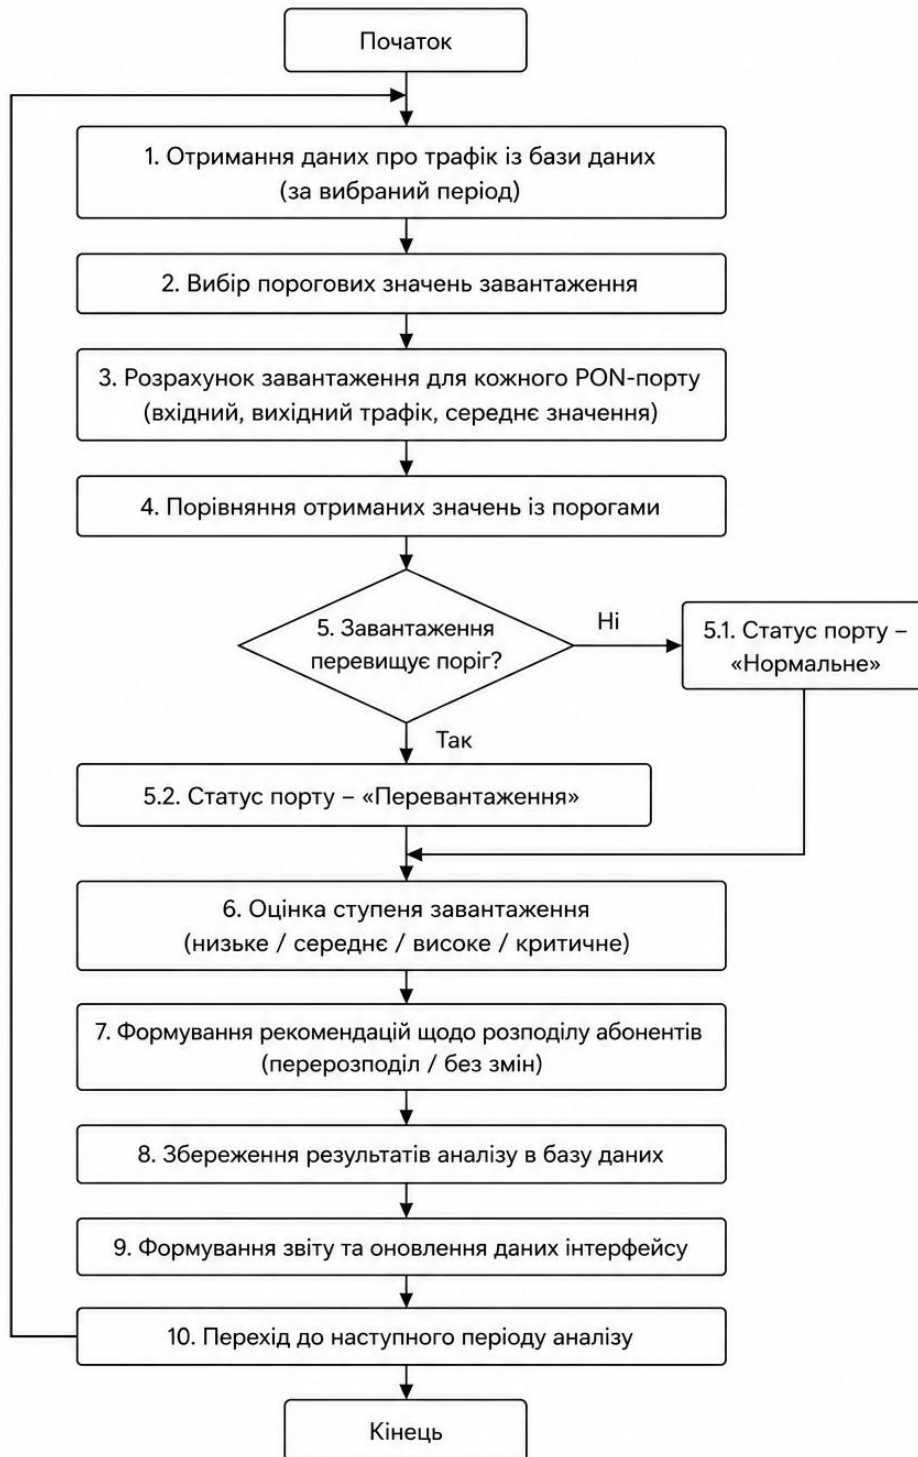 Початок
1. Отримання даних про трафік із бази даних
(за вибраний період)
2. Вибір порогових значень завантаження
3. Розрахунок завантаження для кожного PON-порту
(вхідний, вихідний трафік, середнє значення)
4. Порівняння отриманих значень із порогами
5. Завантаження
перевищує поріг?
Ні
5.1. Статус порту –
«Нормальне»
Так
5.2. Статус порту – «Перевантаження»
6. Оцінка ступеня завантаження
(низьке / середнє / високе / критичне)
7. Формування рекомендацій щодо розподілу абонентів
(перерозподіл / без змін)
8. Збереження результатів аналізу в базу даних
9. Формування звіту та оновлення даних інтерфейсу
10. Перехід до наступного періоду аналізу
Кінець